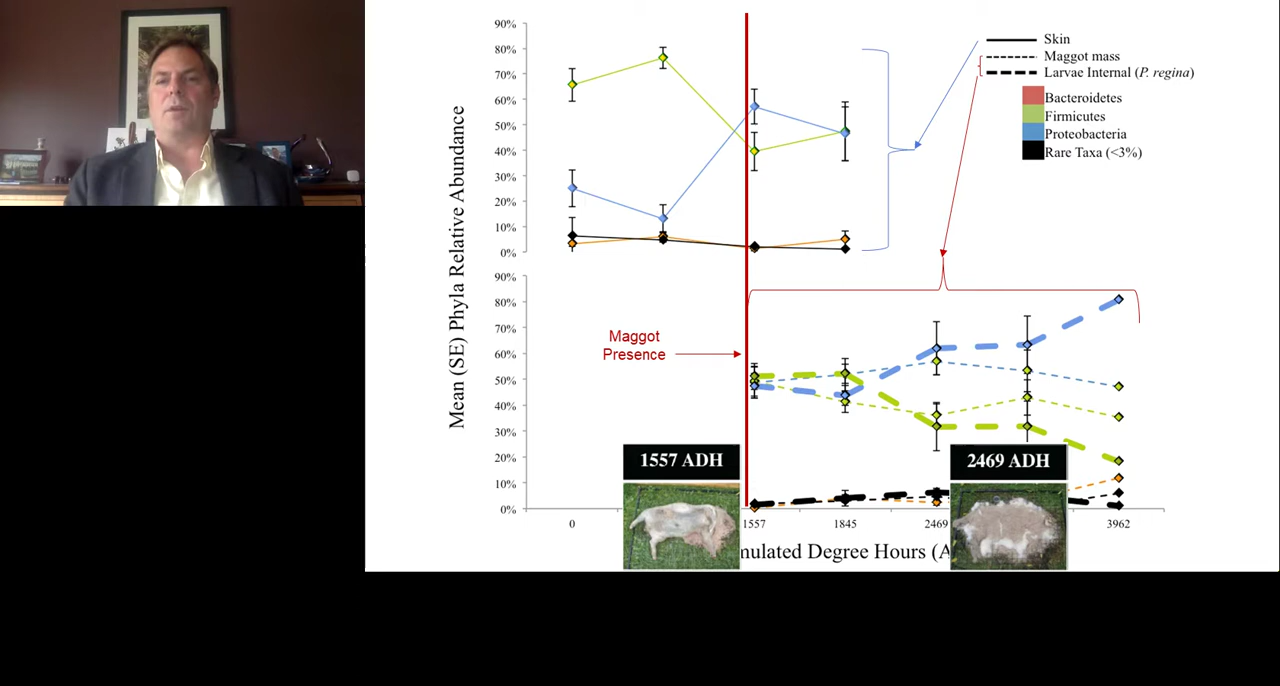 Mean (SE) Phyla Relative Abundance
90%
80%
70%
60%
50%
40%
30%
20%
10%
0%
Skin
Maggot mass
Larvae Internal (P. regina)
Bacteroidetes
Firmicutes
Proteobacteria
Rare Taxa (<3%)
90%
80%
70%
60%
50%
40%
30%
20%
10%
0%
Maggot
Presence
1557 ADH
2469 ADH
0
1557
1845
2469
3962
mulated Degree Hours (A